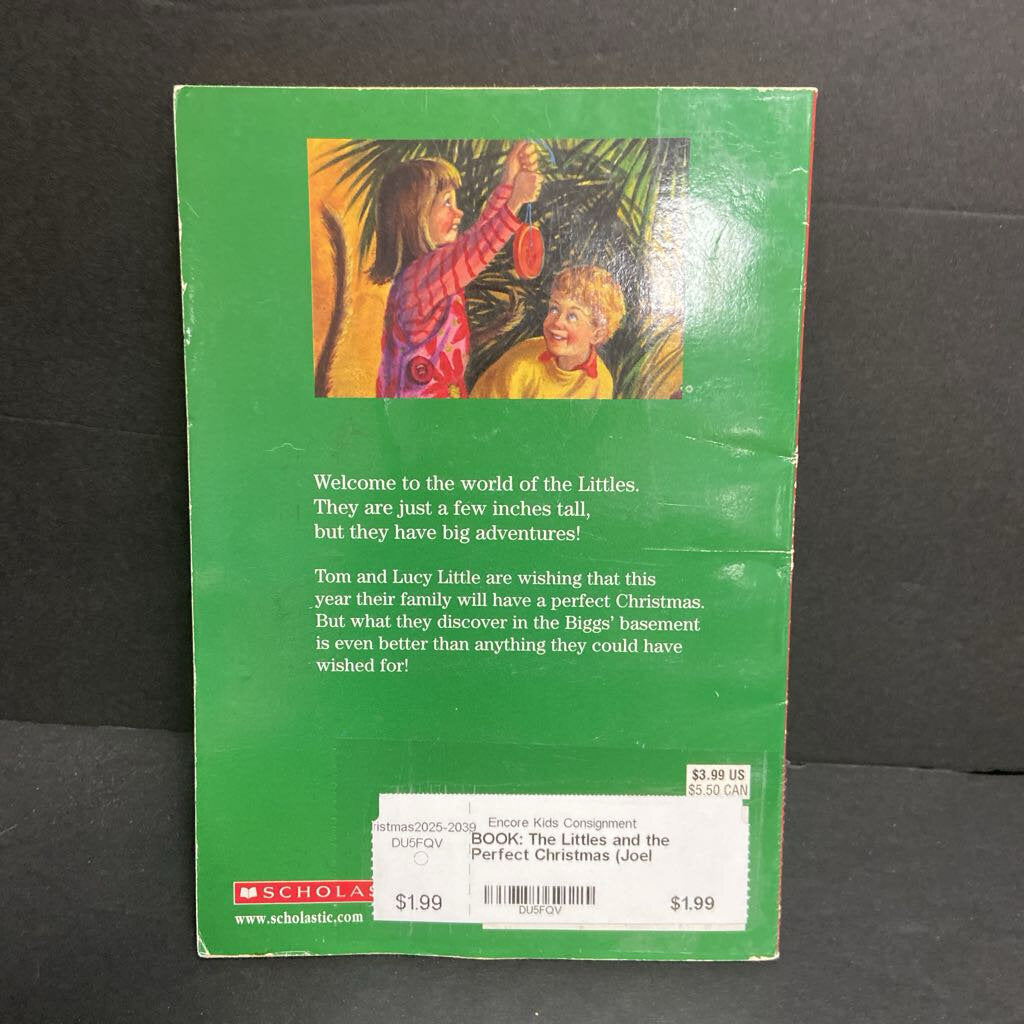 Welcome to the world of the Littles.
They are just a few inches tall,
but they have big adventures!
Tom and Lucy Little are wishing that this
year their family will have a perfect Christmas.
But what they discover in the Biggs' basement
is even better than anything they could have
wished for!
$3.99 US
$5.50 CAN
ristmas2025-2039
DU5FQV
$1.99
Encore Kids Consignment
BOOK: The Littles and the
Perfect Christmas (Joel
DU5FQV
$1.99
SCHOLAS
www.scholastic.com